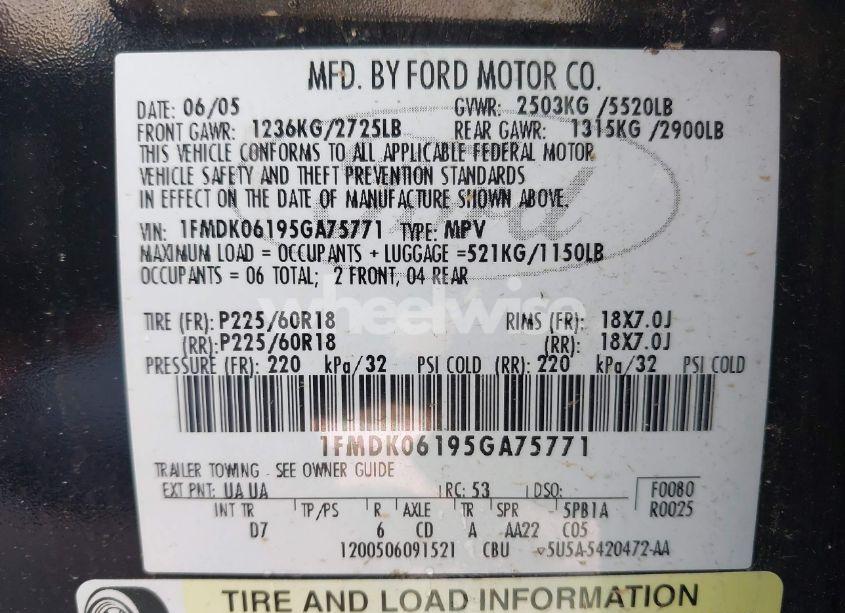 MFD. BY FORD MOTOR CO.
DATE: 06/05 GVWR: 2503KG /5520LB
FRONT GAWR: 1236KG/2725LB REAR GAWR: 1315KG /2900LB
THIS VEHICLE CONFORMS TO ALL APPLICABLE FEDERAL MOTOR
VEHICLE SAFETY AND THEFT PREVENTION STANDARDS
IN EFFECT ON THE DATE OF MANUFACTURE SHOWN ABOVE.
Ford
VIN: 1FMDK06195GA75771 TYPE: MPV
MAXIMUM LOAD = OCCUPANTS + LUGGAGE =521KG/1150LB
OCCUPANTS: 06 TOTAL; 2 FRONT, 04 REAR
wheelwise
TIRE (FR): P225/60R18 RIMS (FR): 18X7.0J
(RR): P225/60R18 (RR): 18X7.0J
PRESSURE (FR): 220 kPa/32 PSI COLD (RR): 220 kPa/32 PSI COLD
1FMDK06195GA75771
TRAILER TOWING - SEE OWNER GUIDE
EXT PNT: UA UA RC: 53 DSO: F0080
INT TR TP/PS R AXLE TR SPR 5PB1A R0025
D7 6 CD A AA22 C05
1200506091521 CBU ▽5U5A-5420472-AA
TIRE AND LOAD INFORMATION